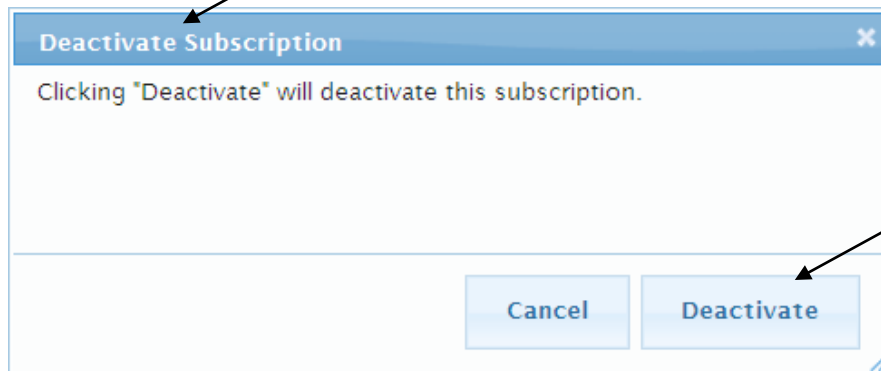 Deactivate Subscription
Clicking "Deactivate" will deactivate this subscription.
Cancel Deactivate